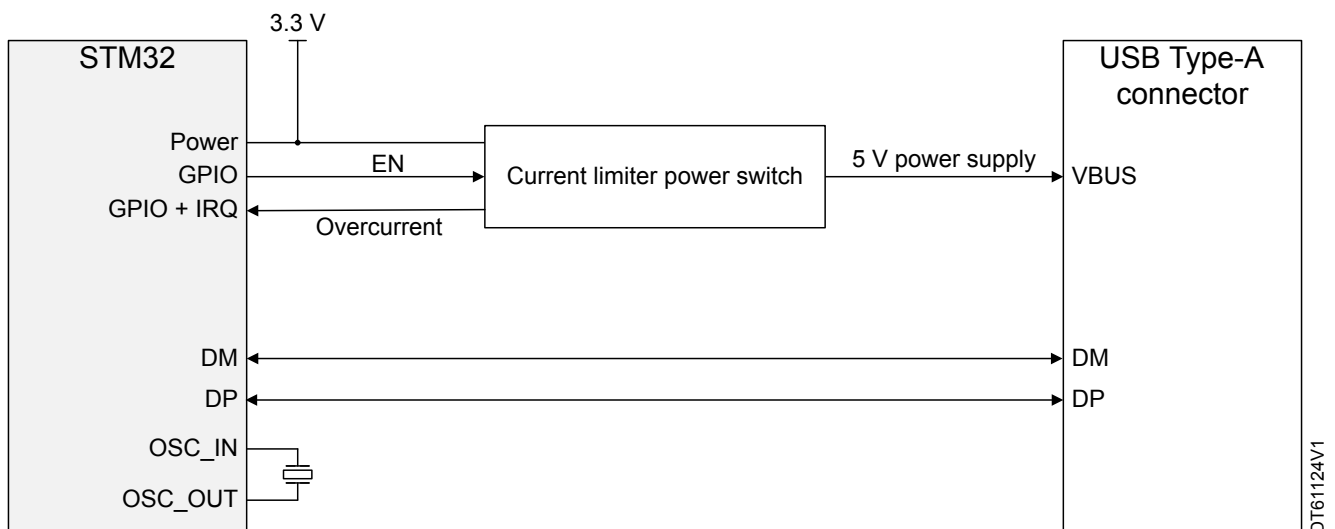 3.3 V
STM32
USB Type-A
connector
Power
GPIO
EN
Current limiter power switch
5 V power supply
VBUS
GPIO + IRQ
Overcurrent
DM
DM
DP
DP
OSC_IN
OSC_OUT
DT61124V1